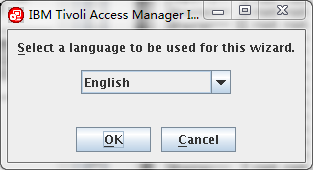 IBM Tivoli Access Manager I...
Select a language to be used for this wizard.
English
OK
Cancel